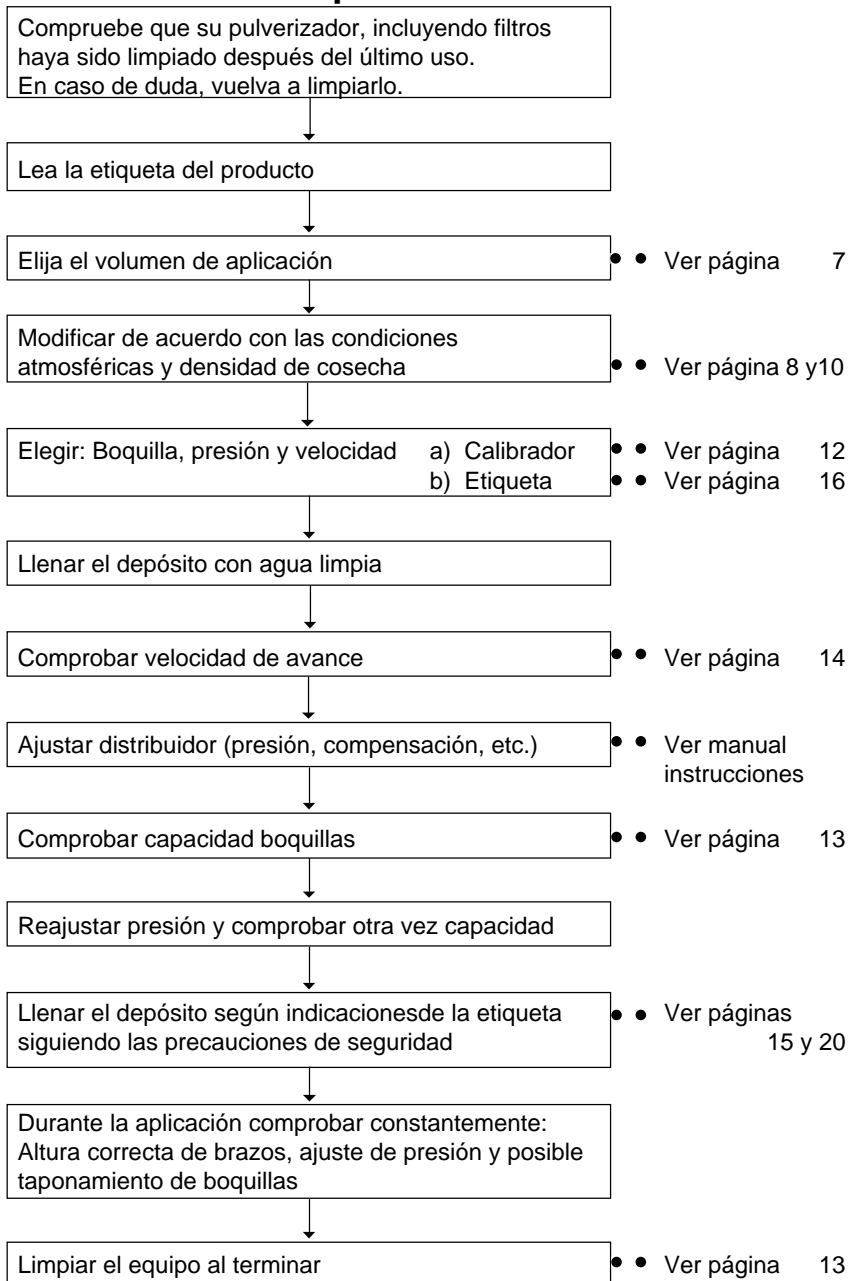 Compruebe que su pulverizador, incluyendo filtros
haya sido limpiado después del último uso.
En caso de duda, vuelva a limpiarlo.
Lea la etiqueta del producto
Elija el volumen de aplicación •• Ver página 7
Modificar de acuerdo con las condiciones
atmosféricas y densidad de cosecha •• Ver página 8 y10
Elegir: Boquilla, presión y velocidad a) Calibrador •• Ver página 12
b) Etiqueta •• Ver página 16
Llenar el depósito con agua limpia
Comprobar velocidad de avance •• Ver página 14
Ajustar distribuidor (presión, compensación, etc.) •• Ver manual
instrucciones
Comprobar capacidad boquillas •• Ver página 13
Reajustar presión y comprobar otra vez capacidad
Llenar el depósito según indicacionesde la etiqueta •• Ver páginas
siguiendo las precauciones de seguridad 15 y 20
Durante la aplicación comprobar constantemente:
Altura correcta de brazos, ajuste de presión y posible
taponamiento de boquillas
Limpiar el equipo al terminar •• Ver página 13